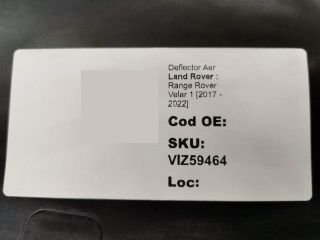 Deflector Aer
Land Rover :
Range Rover
Velar 1 [2017 -
2022]
Cod OE:
SKU:
VIZ59464
Loc: